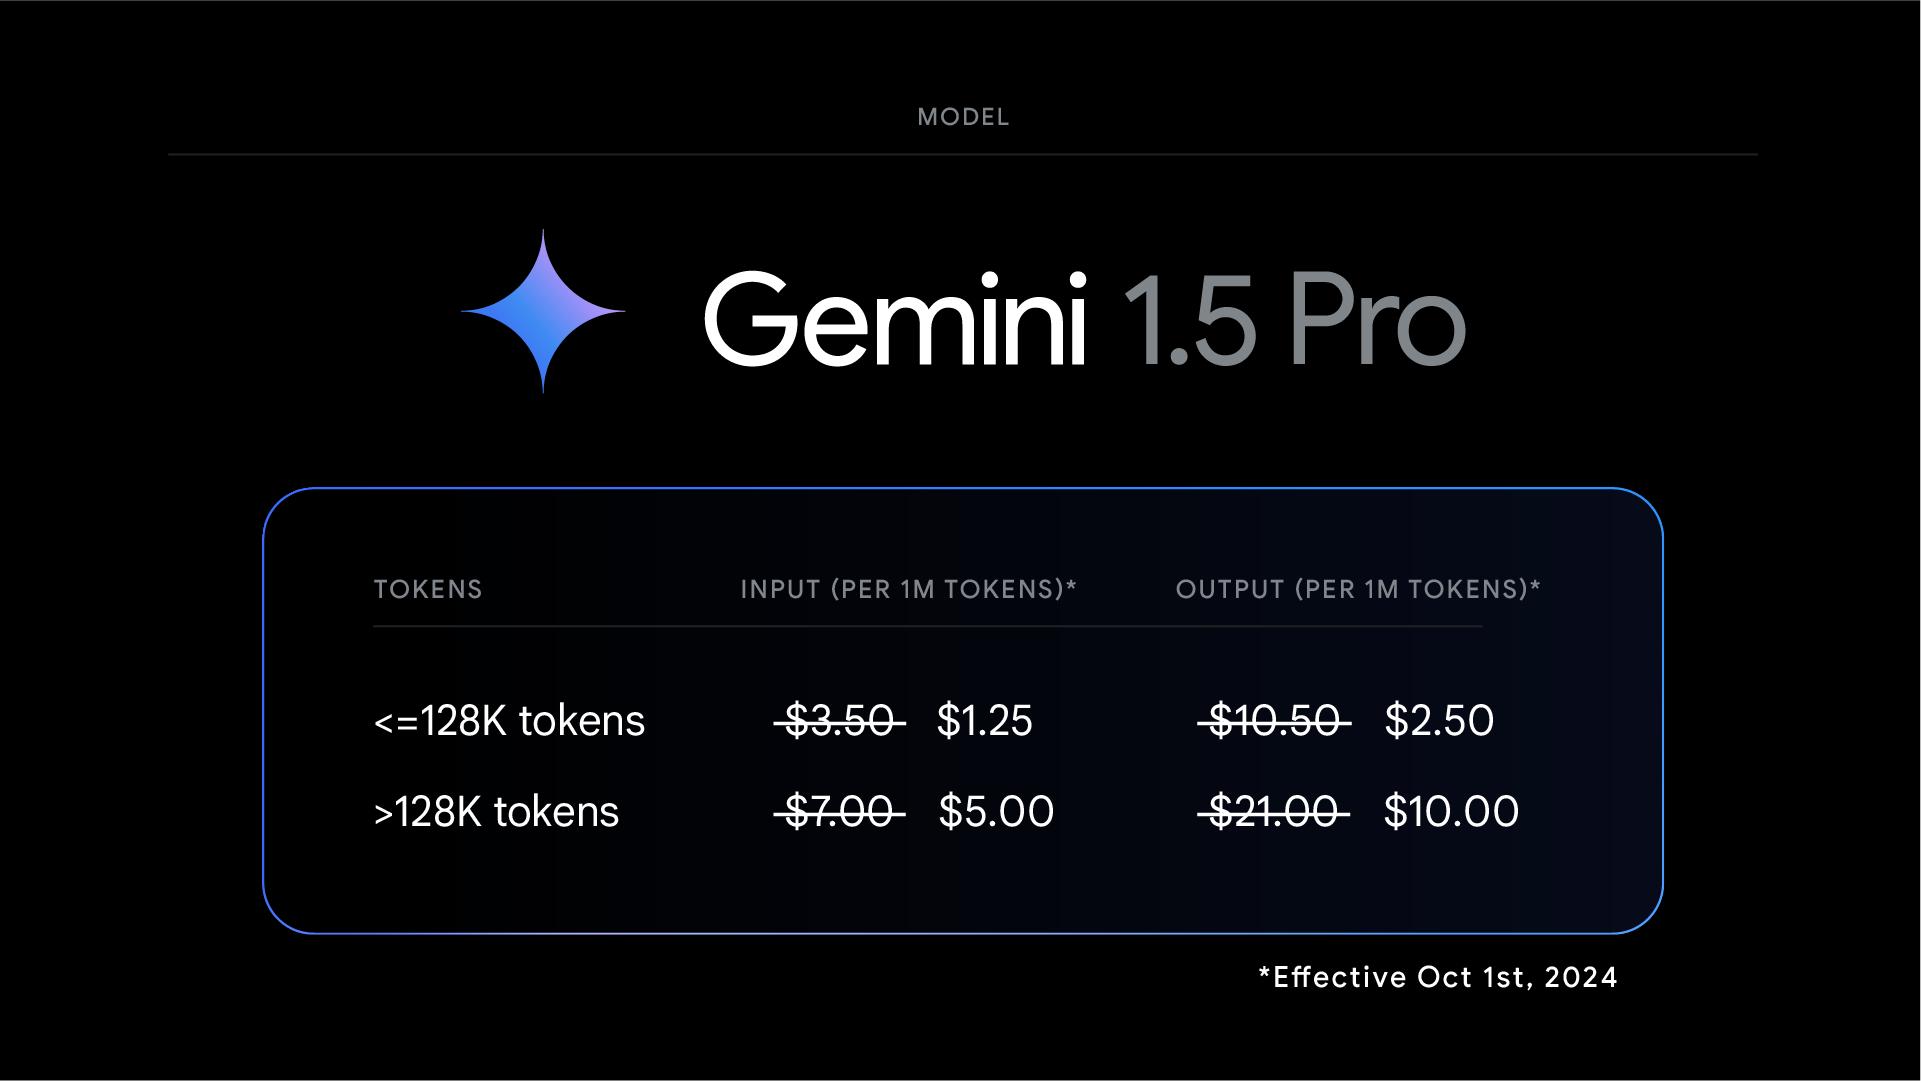 MODEL
Gemini 1.5 Pro
TOKENS INPUT (PER 1M TOKENS)* OUTPUT (PER 1M TOKENS)*
<=128K tokens $3.50 $1.25 $10.50 $2.50
>128K tokens $7.00 $5.00 $21.00 $10.00
*Effective Oct 1st, 2024